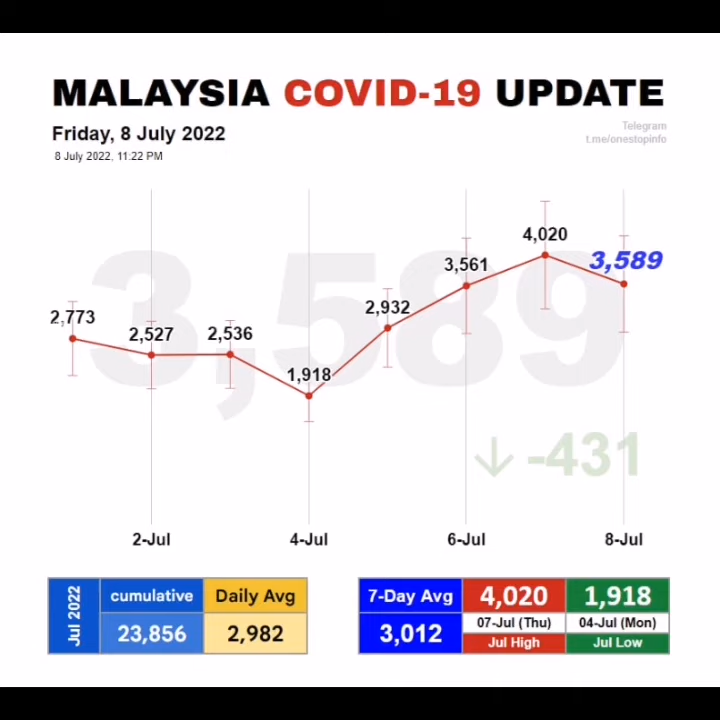 MALAYSIA COVID-19 UPDATE
Friday, 8 July 2022
8 July 2022, 11:22 PM
Telegram
t.me/onestopinfo
3,589
2,773
2,527
2,536
1,918
2,932
3,561
4,020
3,589
↓ -431
2-Jul
4-Jul
6-Jul
8-Jul
Jul 2022
cumulative
Daily Avg
23,856
2,982
7-Day Avg
3,012
4,020
07-Jul (Thu)
Jul High
1,918
04-Jul (Mon)
Jul Low